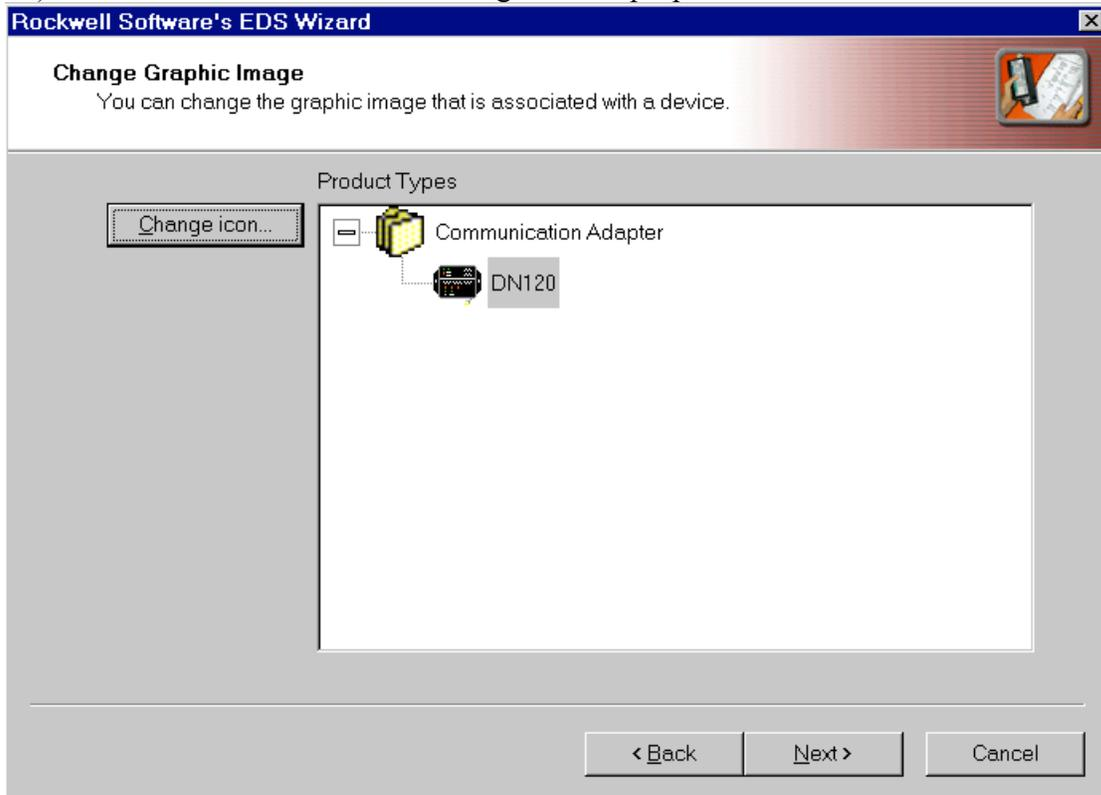 Rockwell Software's EDS Wizard
Change Graphic Image
You can change the graphic image that is associated with a device.
Product Types
Change icon...
Communication Adapter
DN120
< Back
Next >
Cancel